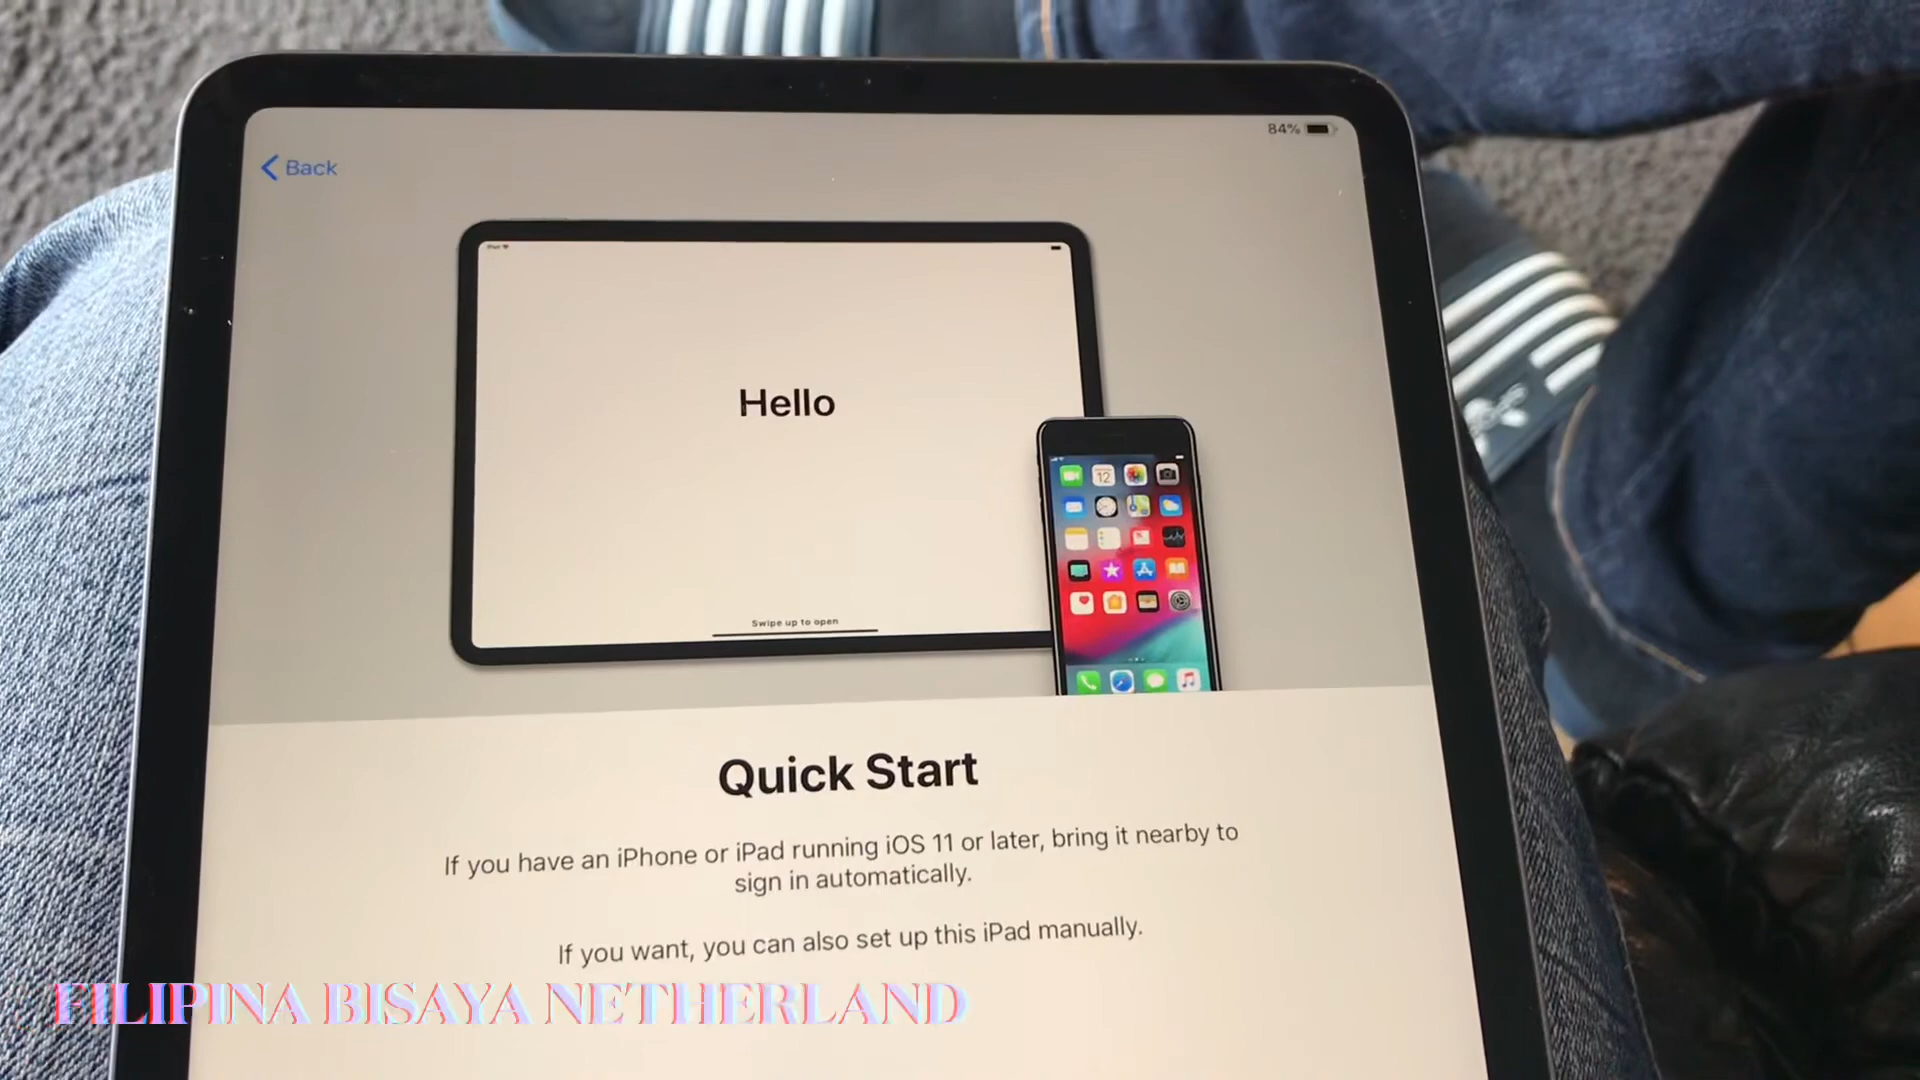 84%
Back
Hello
12
Swipe up to open
Quick Start
If you have an iPhone or iPad running iOS 11 or later, bring it nearby to
sign in automatically.
If you want, you can also set up this iPad manually.
FILIPINA BISAYA NETHERLAND